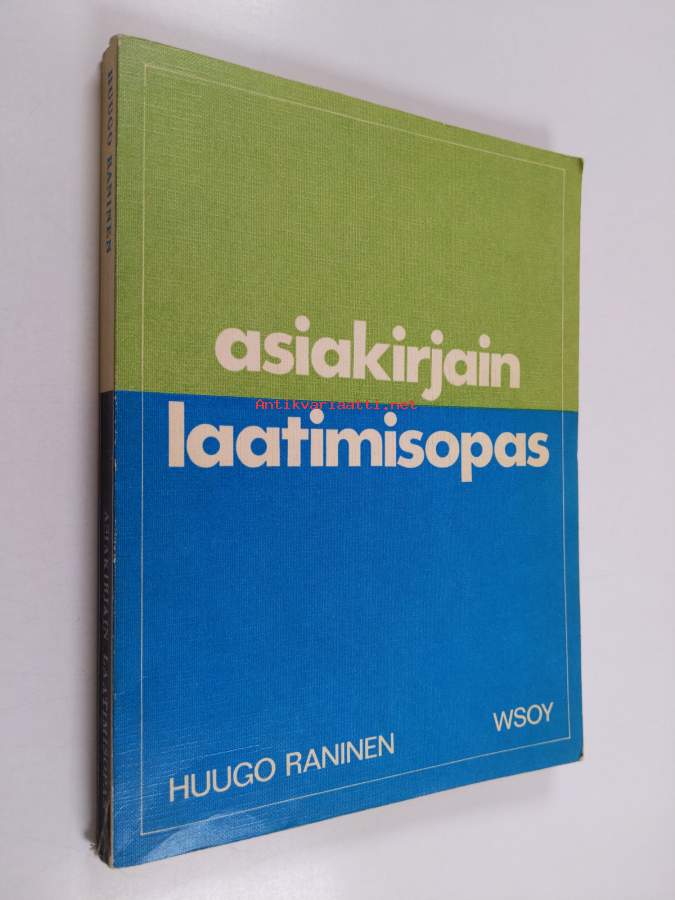 HUUGO RANINEN
ASIAKIRJAIN LAATIMISOPAS
asiakirjain
Antikvariaatti.net
laatimisopas
WSOY
HUUGO RANINEN